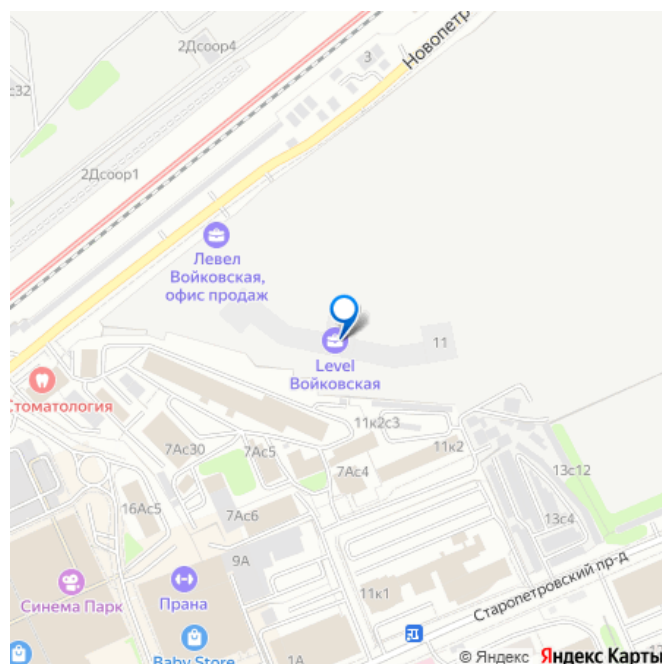 2Дсоор4
Новопетр
3
с32
2Дсоор1
Левел
Войковская,
офис продаж
11
Level
Войковская
Стоматология
11к2с3
7Ас30
7Ас5
11к2
7Ас4
13с12
16Ас5
7Ас6
13с4
9А
11к1
Старопетровский пр-д
Синема Парк
Прана
Baby Store
1А
© Яндекс Яндекс Карты